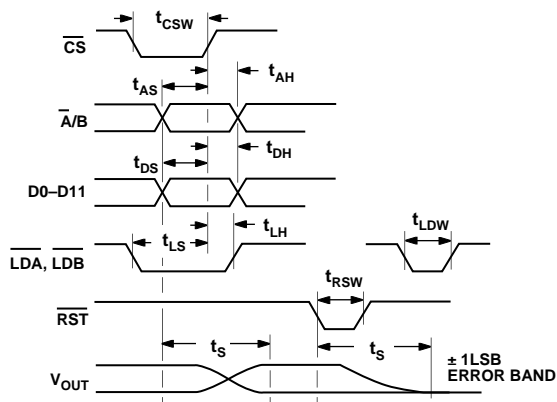 tCSW
CS
tAS
tAH
A/B
tDS
tDH
D0–D11
tLS
tLH
tLDW
LDA, LDB
tRSW
RST
tS
tS
VOUT
± 1LSB
ERROR BAND